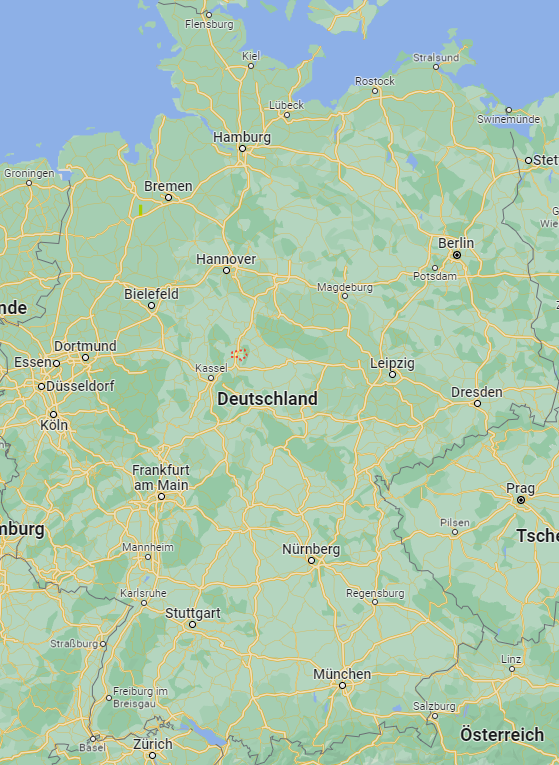 Flensburg
Kiel
Stralsund
Rostock
Lübeck
Swinemünde
Hamburg
Stet
Groningen
Bremen
G
Wie
Berlin
Hannover
Potsdam
Bielefeld
Magdeburg
nde
Dortmund
Essen
Kassel
Leipzig
Düsseldorf
Deutschland
Dresden
Köln
Frankfurt
am Main
Prag
mburg
Pilsen
Tsche
Mannheim
Nürnberg
Karlsruhe
Regensburg
Stuttgart
Straßburg
Linz
München
Freiburg im
Breisgau
Salzburg
Österreich
Basel
Zürich